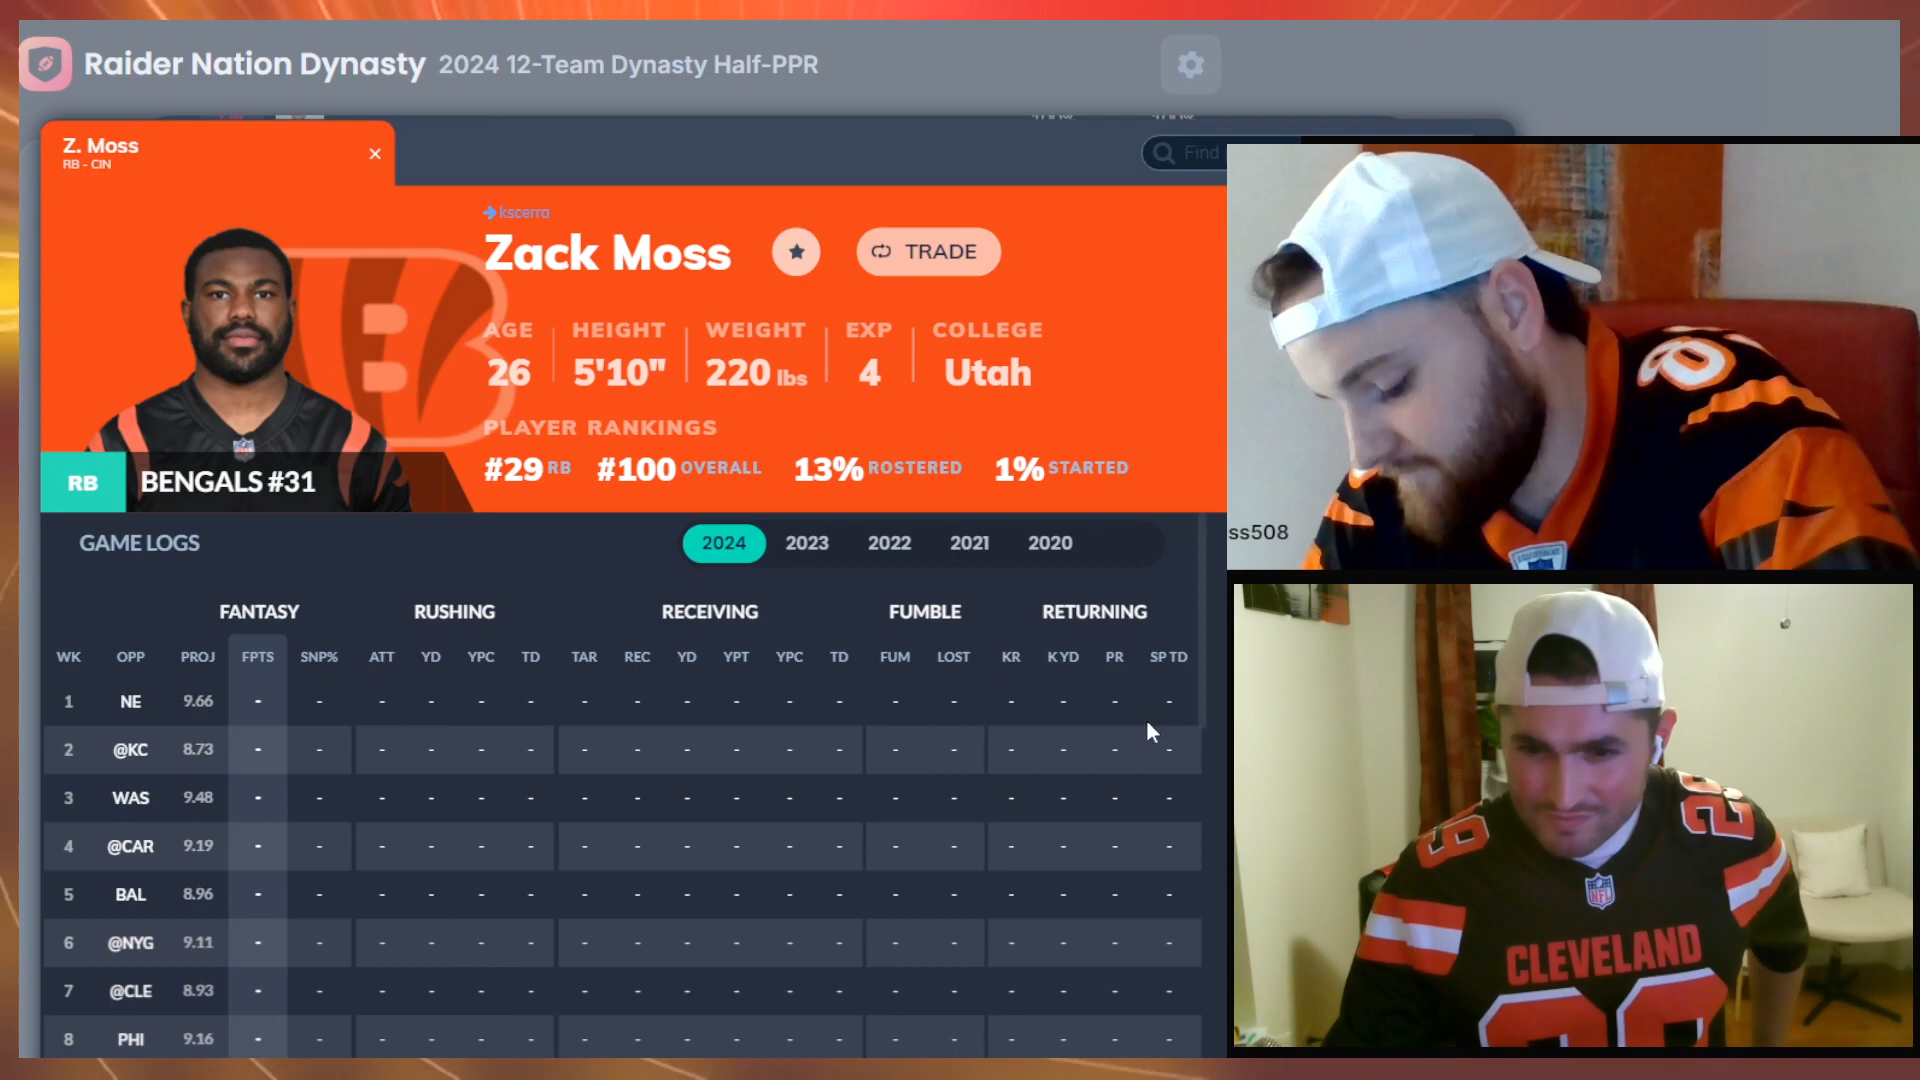 Raider Nation Dynasty 2024 12-Team Dynasty Half-PPR
Z. Moss
RB - CIN
×
Find
kscerra
Zack Moss
TRADE
AGE HEIGHT WEIGHT EXP COLLEGE
26 5'10" 220 lbs 4 Utah
PLAYER RANKINGS
#29 RB #100 OVERALL 13% ROSTERED 1% STARTED
RB BENGALS #31
GAME LOGS 2024 2023 2022 2021 2020
FANTASY RUSHING RECEIVING FUMBLE RETURNING
WK OPP PROJ FPTS SNP% ATT YD YPC TD TAR REC YD YPT YPC TD FUM LOST KR K YD PR SP TD
1 NE 9.66 - - - - - - - - - - - - - - - - - -
2 @KC 8.73 - - - - - - - - - - - - - - - - - -
3 WAS 9.48 - - - - - - - - - - - - - - - - - -
4 @CAR 9.19 - - - - - - - - - - - - - - - - - -
5 BAL 8.96 - - - - - - - - - - - - - - - - - -
6 @NYG 9.11 - - - - - - - - - - - - - - - - - -
7 @CLE 8.93 - - - - - - - - - - - - - - - - - -
8 PHI 9.16 - - - - - - - - - - - - - - - - - -
ss508
29
29
NFL
CLEVELAND